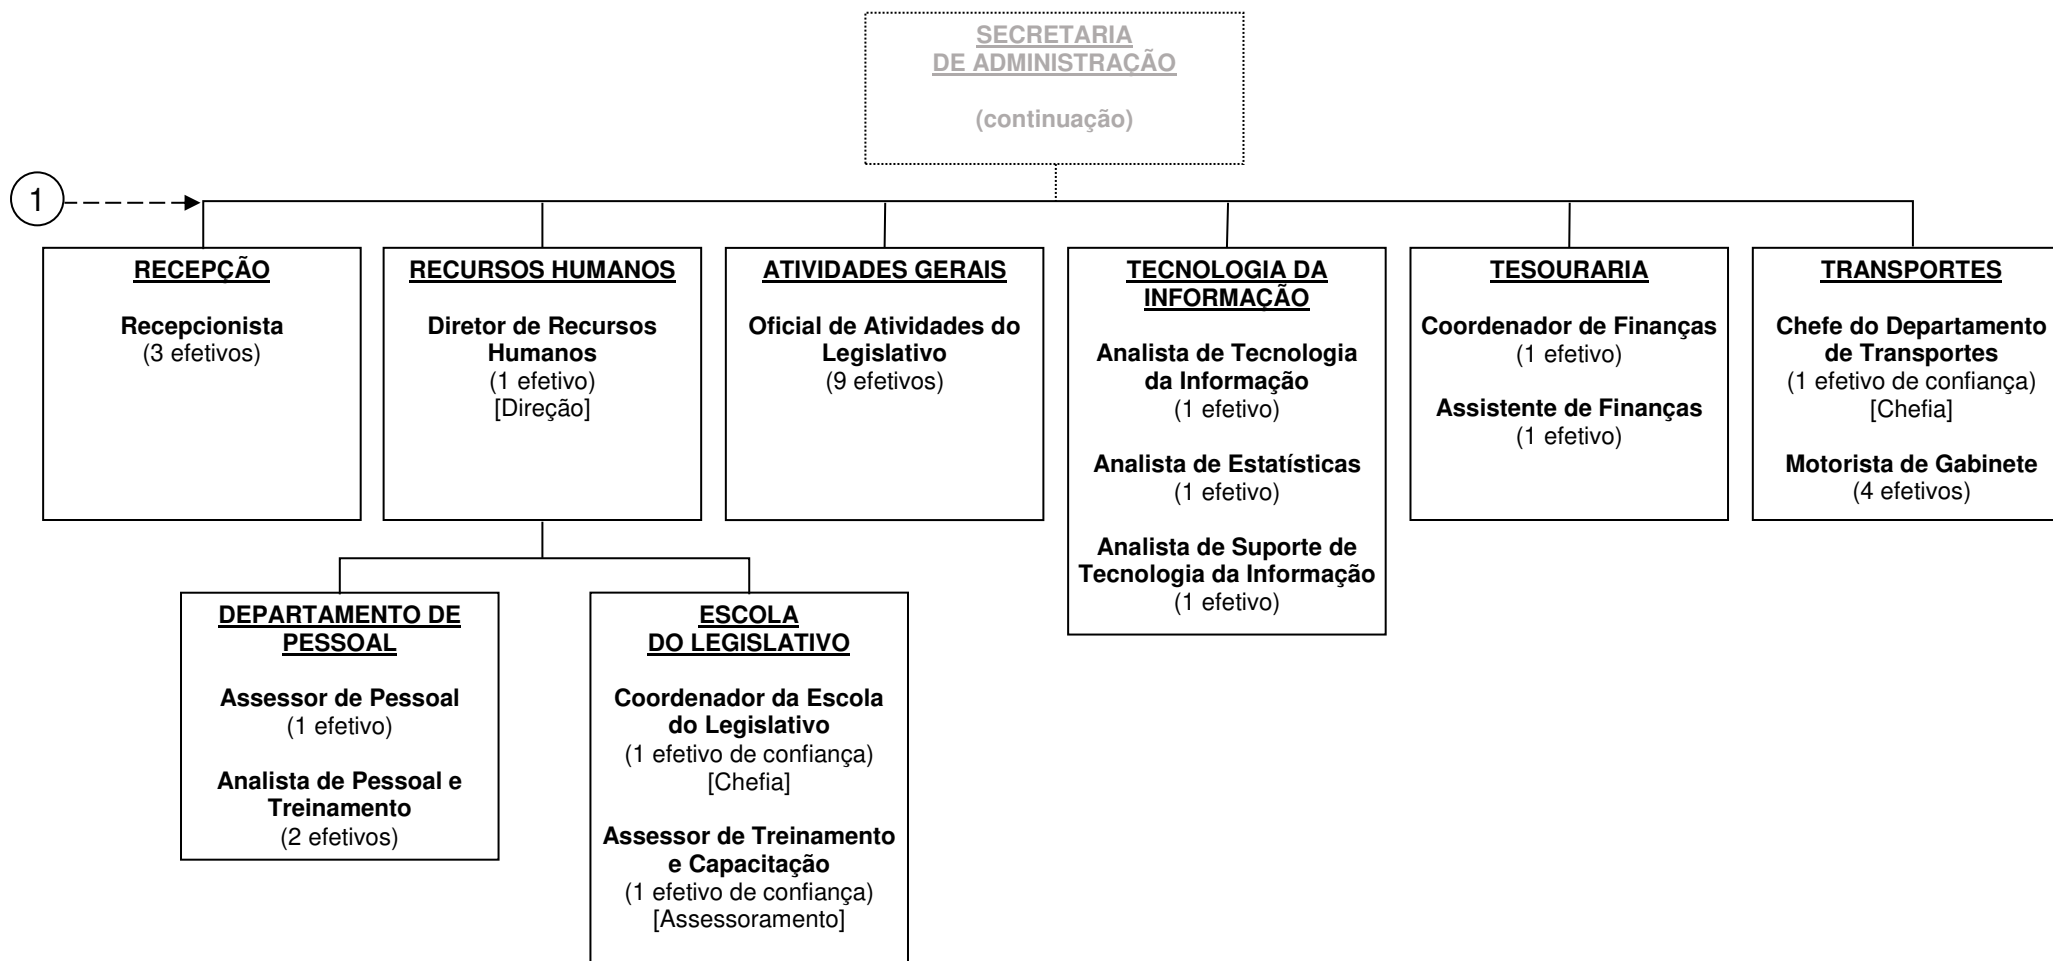 SECRETARIA
DE ADMINISTRAÇÃO
(continuação)
1
RECEPÇÃO
Recepcionista
(3 efetivos)
RECURSOS HUMANOS
Diretor de Recursos
Humanos
(1 efetivo)
[Direção]
ATIVIDADES GERAIS
Oficial de Atividades do
Legislativo
(9 efetivos)
TECNOLOGIA DA
INFORMAÇÃO
Analista de Tecnologia
da Informação
(1 efetivo)
Analista de Estatísticas
(1 efetivo)
Analista de Suporte de
Tecnologia da Informação
(1 efetivo)
TESOURARIA
Coordenador de Finanças
(1 efetivo)
Assistente de Finanças
(1 efetivo)
TRANSPORTES
Chefe do Departamento
de Transportes
(1 efetivo de confiança)
[Chefia]
Motorista de Gabinete
(4 efetivos)
DEPARTAMENTO DE
PESSOAL
Assessor de Pessoal
(1 efetivo)
Analista de Pessoal e
Treinamento
(2 efetivos)
ESCOLA
DO LEGISLATIVO
Coordenador da Escola
do Legislativo
(1 efetivo de confiança)
[Chefia]
Assessor de Treinamento
e Capacitação
(1 efetivo de confiança)
[Assessoramento]